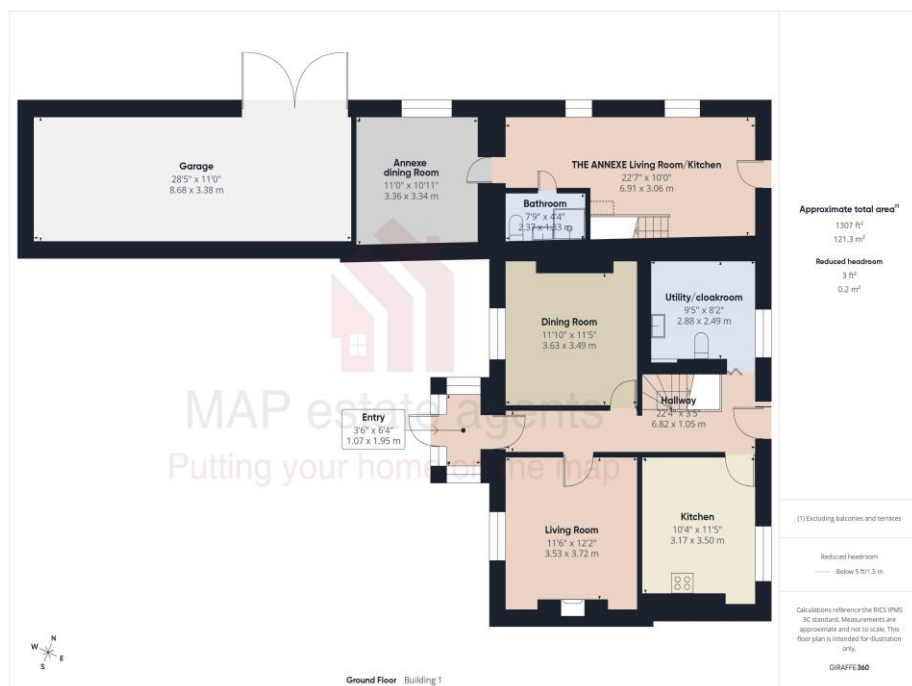 Garage
28'5" x 11'0"
8.68 x 3.38 m
Annexe
dining Room
11'0" x 10'11"
3.36 x 3.34 m
THE ANNEXE Living Room/Kitchen
22'7" x 10'0"
6.91 x 3.06 m
Bathroom
7'9" x 4'4"
2.37 x 1.33 m
Dining Room
11'10" x 11'5"
3.63 x 3.49 m
Utility/cloakroom
9'5" x 8'2"
2.88 x 2.49 m
Hallway
22'4" x 3'5"
6.82 x 1.05 m
Entry
3'6" x 6'4"
1.07 x 1.95 m
MAP estate agents
Putting your home on the map
Living Room
11'6" x 12'2"
3.53 x 3.72 m
Kitchen
10'4" x 11'5"
3.17 x 3.50 m
N
W
E
S
Ground Floor Building 1
Approximate total area(1)
1307 ft²
121.3 m²
Reduced headroom
3 ft²
0.2 m²
(1) Excluding balconies and terraces
Reduced headroom
Below 5 ft/1.5 m
Calculations reference the RICS IPMS
3C standard. Measurements are
approximate and not to scale. This
floor plan is intended for illustration
only.
GIRAFFE360